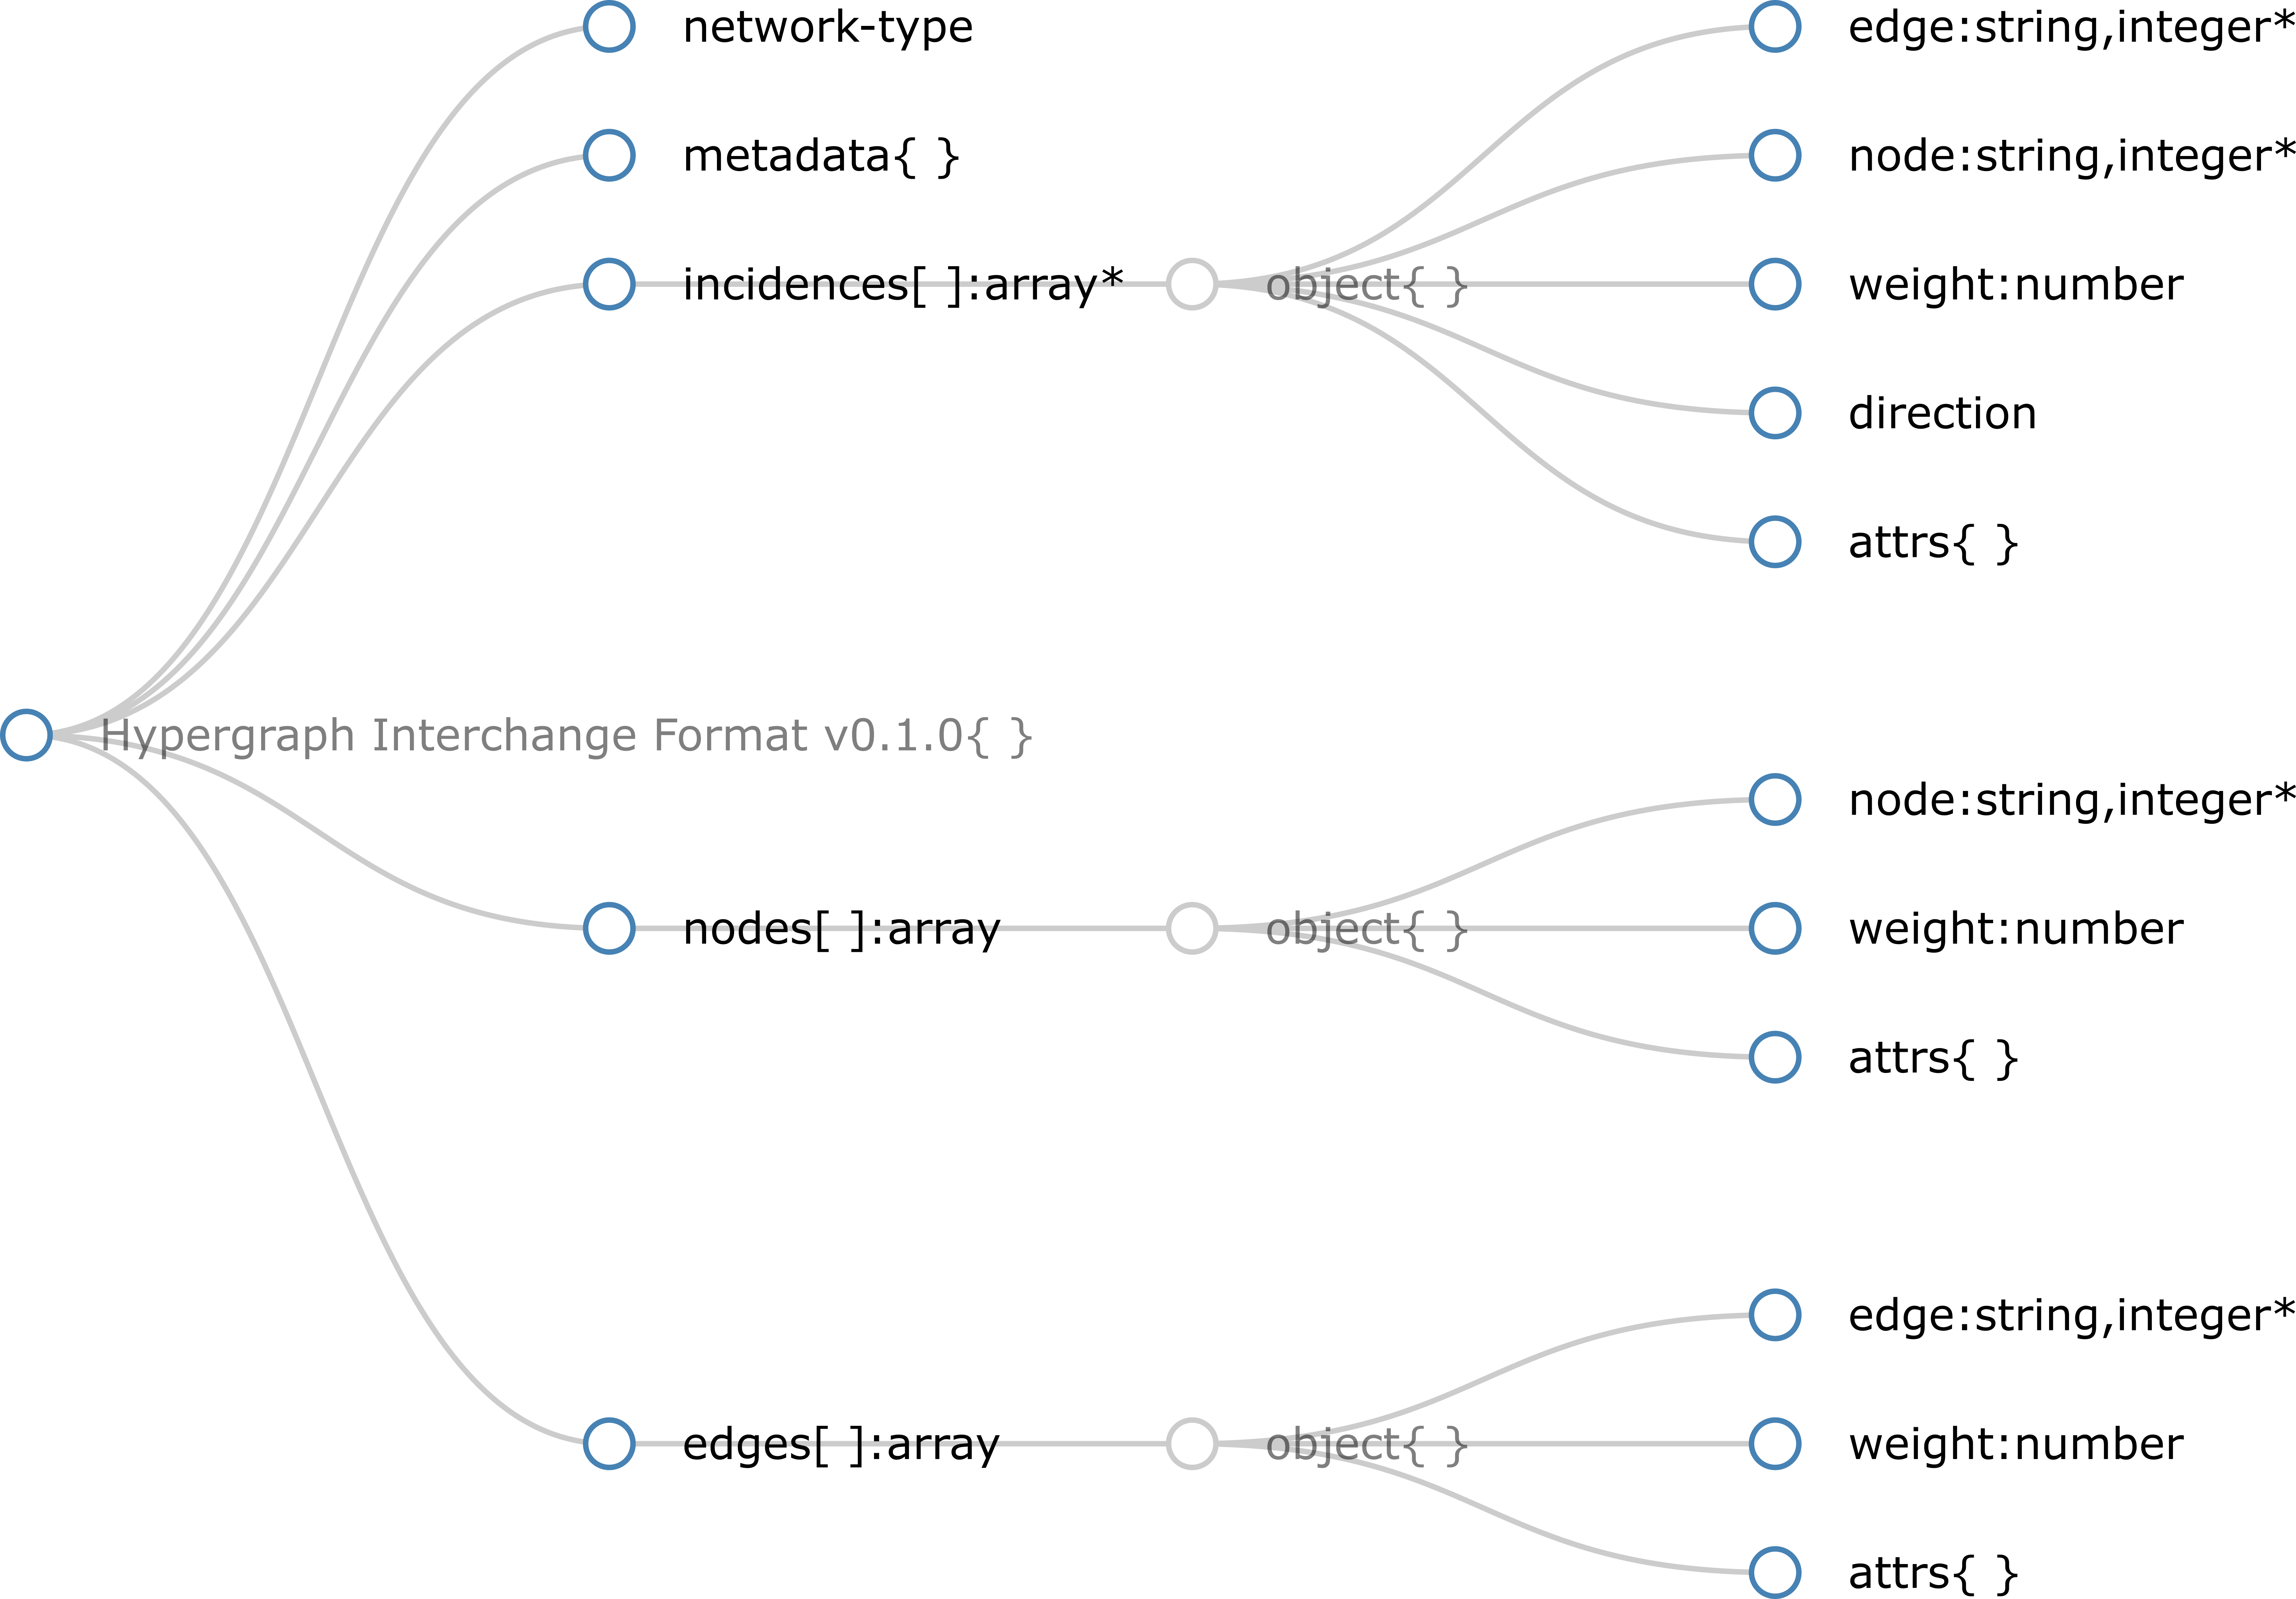 network-type
metadata{ }
incidences[ ]:array*
object{ }
edge:string,integer*
node:string,integer*
weight:number
direction
attrs{ }
Hypergraph Interchange Format v0.1.0{ }
nodes[ ]:array
object{ }
node:string,integer*
weight:number
attrs{ }
edges[ ]:array
object{ }
edge:string,integer*
weight:number
attrs{ }